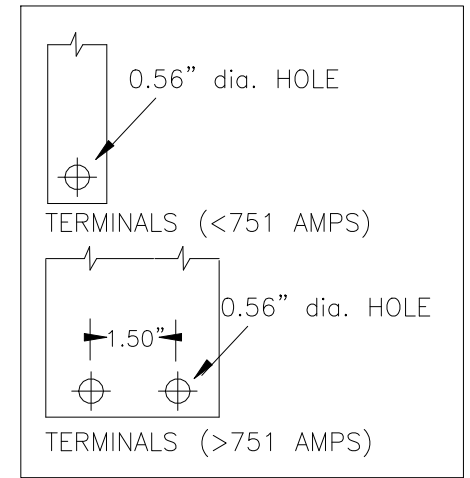 0.56” dia. HOLE
TERMINALS (<751 AMPS)
0.56” dia. HOLE
1.50”
TERMINALS (>751 AMPS)